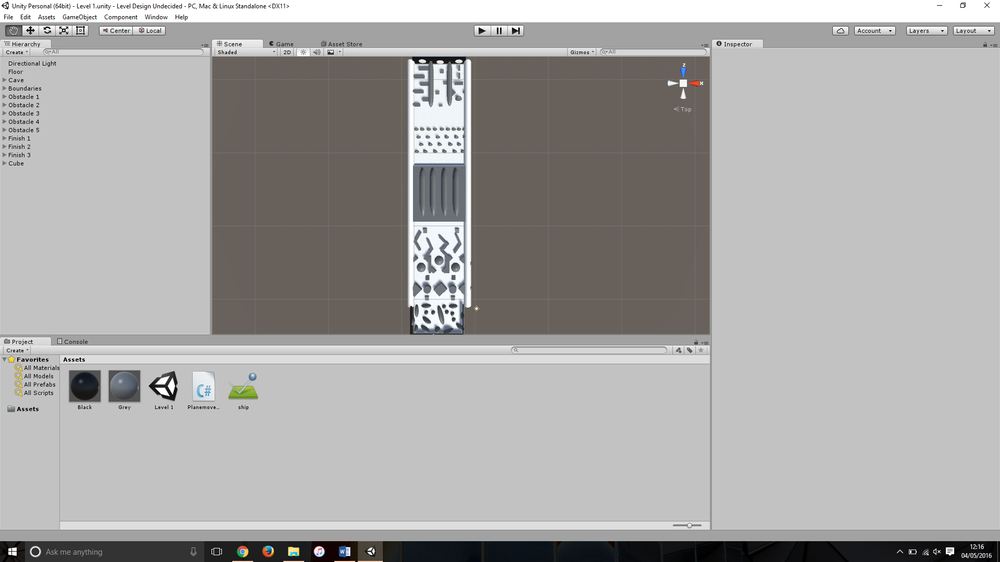 Unity Personal (64bit) - Level 1.unity - Level Design Undecided - PC, Mac & Linux Standalone <DX11>
File Edit Assets GameObject Component Window Help
Center Local Account Layers Layout
Hierarchy
Create All
Directional Light
Floor
Cave
Boundaries
Obstacle 1
Obstacle 2
Obstacle 3
Obstacle 4
Obstacle 5
Finish 1
Finish 2
Finish 3
Cube
Scene Game Asset Store
Shaded 2D Gizmos All
z
x
Top
Inspector
Project Console
Create
Favorites
All Materials
All Models
All Prefabs
All Scripts
Assets
Assets
Black Grey Level 1 Planemove... ship
C#
Ask me anything
12:16
04/05/2016